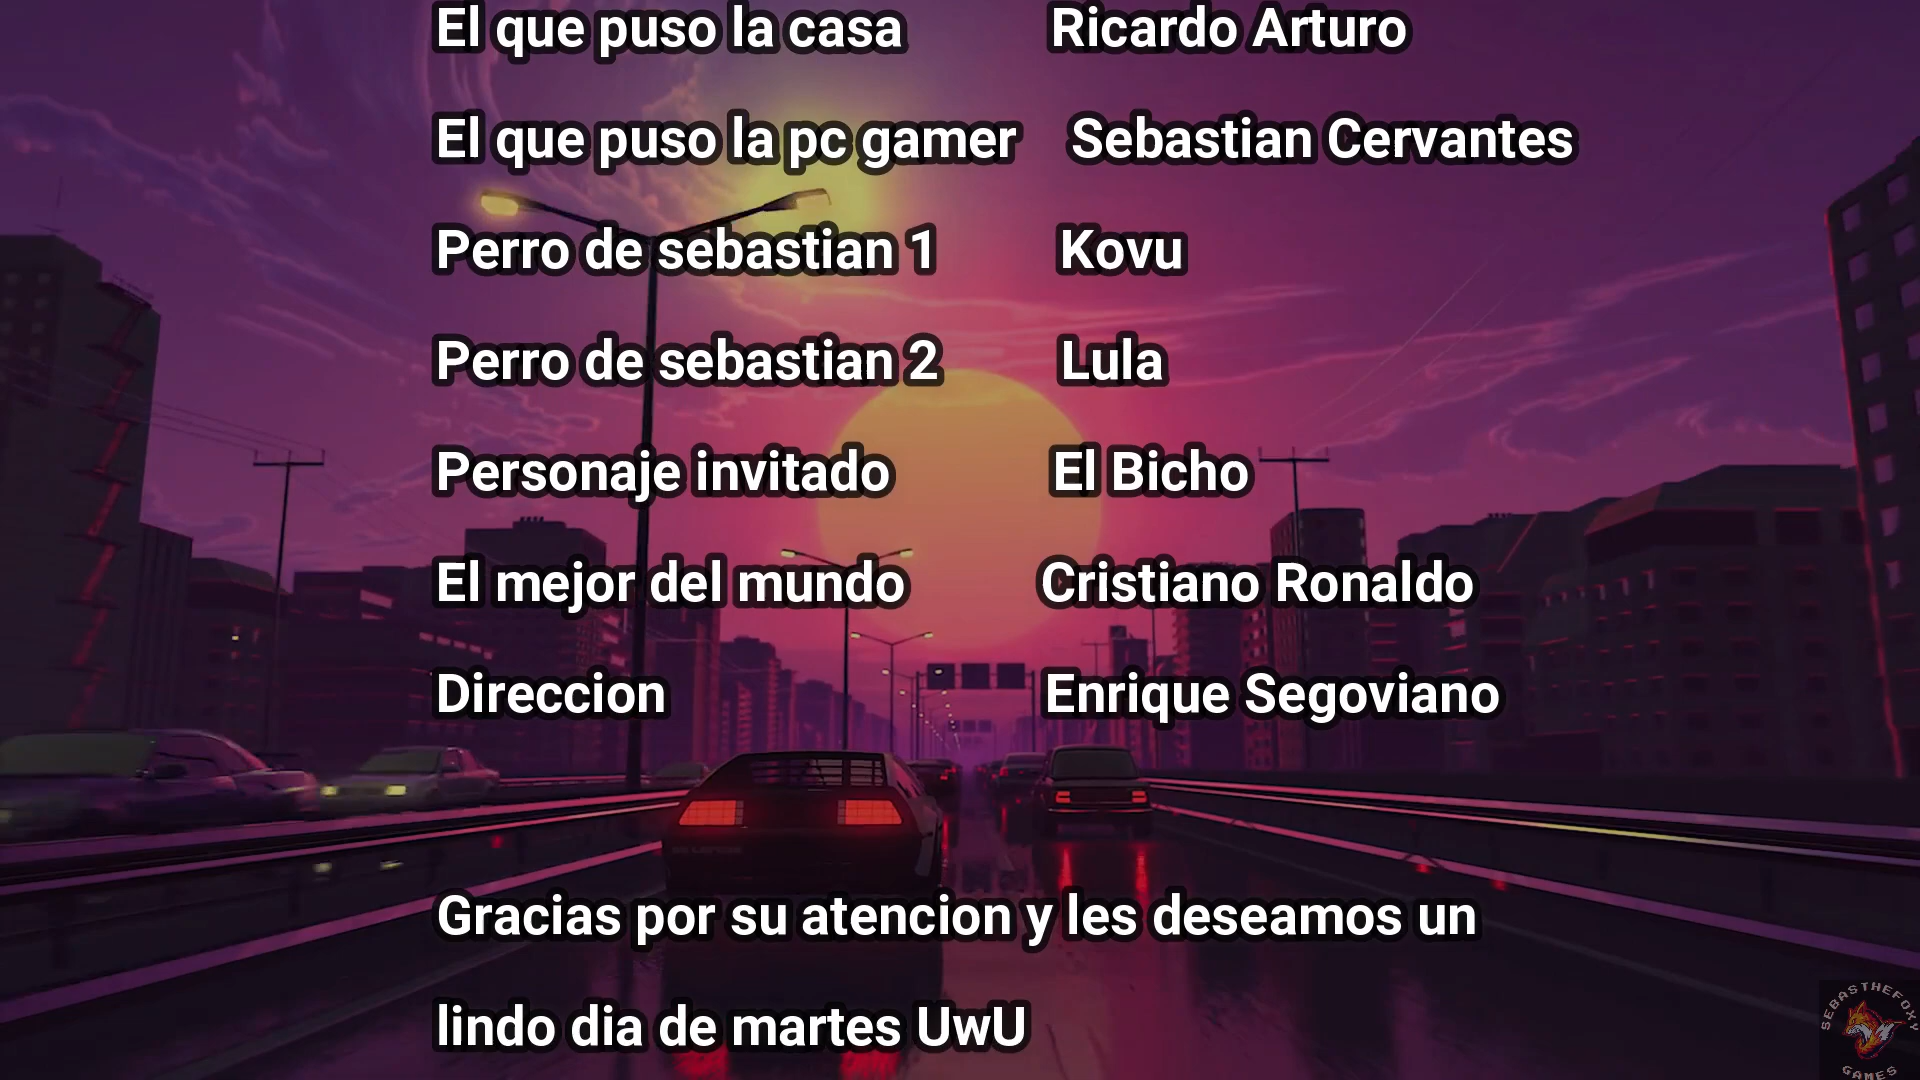 El que puso la casa Ricardo Arturo
El que puso la pc gamer Sebastian Cervantes
Perro de sebastian 1 Kovu
Perro de sebastian 2 Lula
Personaje invitado El Bicho
El mejor del mundo Cristiano Ronaldo
Direccion Enrique Segoviano
Gracias por su atencion y les deseamos un
lindo dia de martes UwU
SEBASTHEFOXY
GAMES